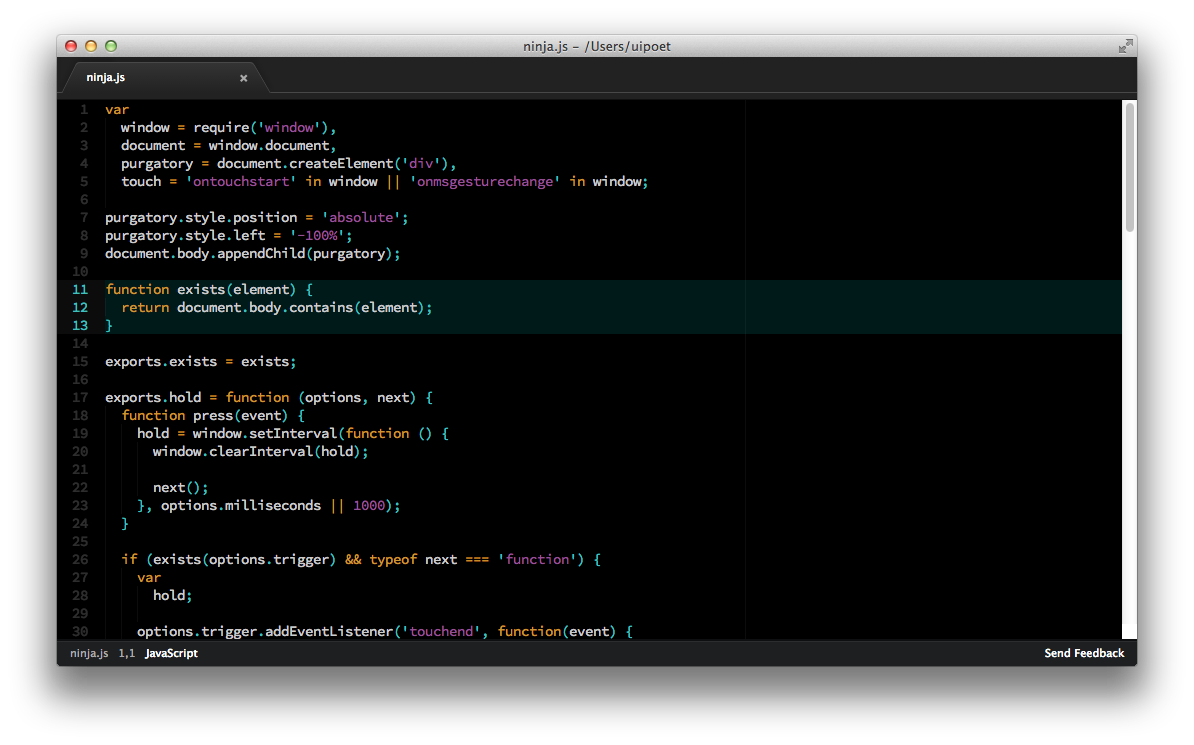 ninja.js – /Users/uipoet
ninja.js ×
1 var
2   window = require('window'),
3   document = window.document,
4   purgatory = document.createElement('div'),
5   touch = 'ontouchstart' in window || 'onmsgesturechange' in window;
6
7 purgatory.style.position = 'absolute';
8 purgatory.style.left = '-100%';
9 document.body.appendChild(purgatory);
10
11 function exists(element) {
12   return document.body.contains(element);
13 }
14
15 exports.exists = exists;
16
17 exports.hold = function (options, next) {
18   function press(event) {
19     hold = window.setInterval(function () {
20       window.clearInterval(hold);
21
22       next();
23     }, options.milliseconds || 1000);
24   }
25
26   if (exists(options.trigger) && typeof next === 'function') {
27     var
28       hold;
29
30     options.trigger.addEventListener('touchend', function(event) {
ninja.js 1,1 JavaScript Send Feedback